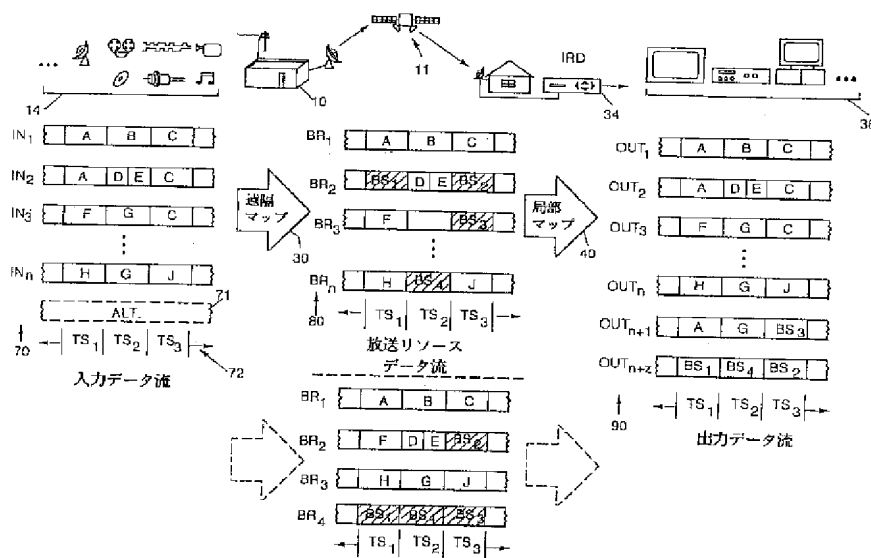 11
IRD
...
14
10
34
36
...
IN1 A B C
IN2 A D E C
IN3 F G C
INn H G J
ALT.
71
70
TS1 TS2 TS3
72
入力データ流
遠隔
マップ
30
BR1 A B C
BR2 BS1 D E BS2
BR3 F BS3
BRn H BS4 J
80
TS1 TS2 TS3
放送リソース
データ流
BR1 A B C
BR2 F D E BS2
BR3 H G J
BR4
TS1 TS2 TS3
局部
マップ
40
OUT1 A B C
OUT2 A D E C
OUT3 F G C
OUTn H G J
OUTn+1 A G BS3
OUTn+z BS1 BS4 BS2
90
TS1 TS2 TS3
出力データ流